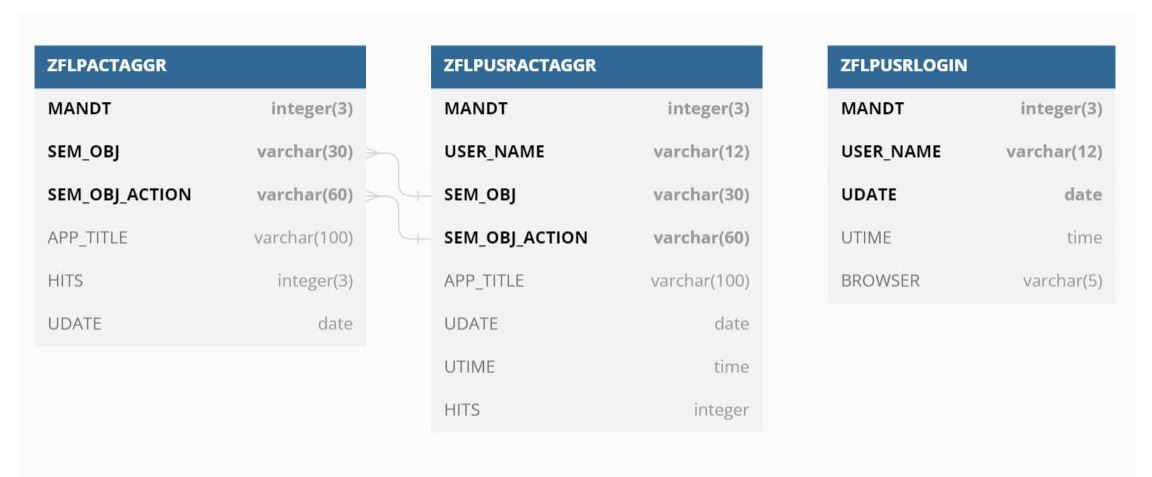 ZFLPACTAGGR
MANDT integer(3)
SEM_OBJ varchar(30)
SEM_OBJ_ACTION varchar(60)
APP_TITLE varchar(100)
HITS integer(3)
UDATE date
ZFLPUSRACTAGGR
MANDT integer(3)
USER_NAME varchar(12)
SEM_OBJ varchar(30)
SEM_OBJ_ACTION varchar(60)
APP_TITLE varchar(100)
UDATE date
UTIME time
HITS integer
ZFLPUSRLOGIN
MANDT integer(3)
USER_NAME varchar(12)
UDATE date
UTIME time
BROWSER varchar(5)